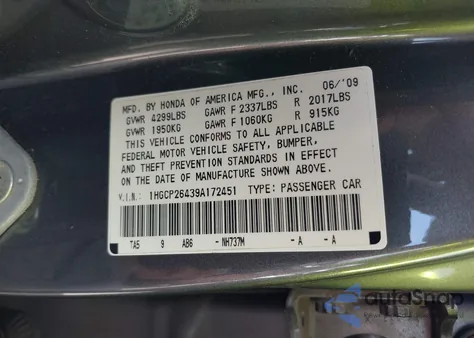 MFD. BY HONDA OF AMERICA MFG., INC. 06/'09
GVWR 4299LBS GAWR F 2337LBS R 2017LBS
GVWR 1950KG GAWR F 1060KG R 915KG
THIS VEHICLE CONFORMS TO ALL APPLICABLE
FEDERAL MOTOR VEHICLE SAFETY, BUMPER,
AND THEFT PREVENTION STANDARDS IN EFFECT
ON THE DATE OF MANUFACTURE SHOWN ABOVE.
V.I.N.: 1HGCP26439A172451 TYPE: PASSENGER CAR
TA5 9 AB6 -NH737M -A -A
autoSnap